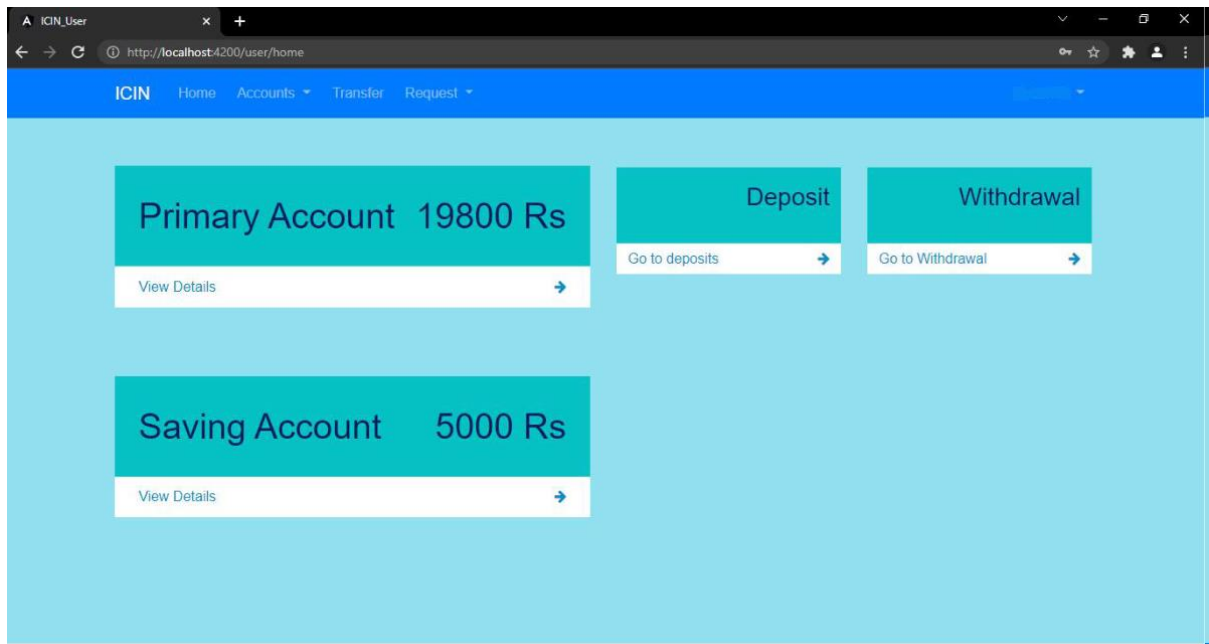 ICIN_User
http://localhost:4200/user/home
ICIN Home Accounts Transfer Request
Primary Account 19800 Rs
View Details
Deposit
Go to deposits
Withdrawal
Go to Withdrawal
Saving Account 5000 Rs
View Details